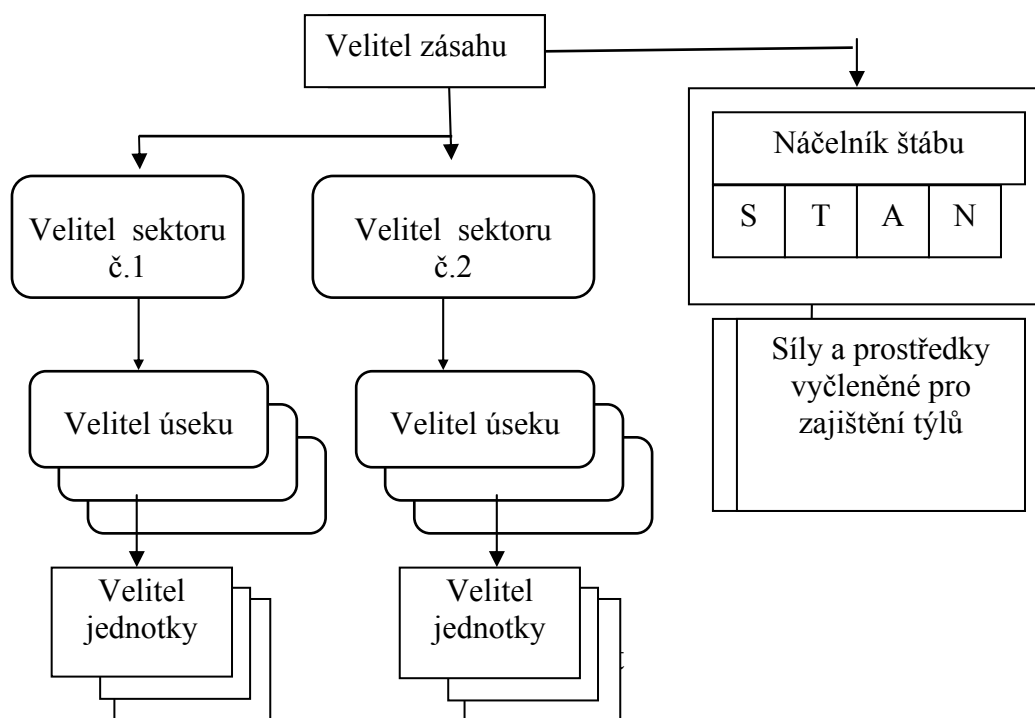 Velitel zásahu
Náčelník štábu
S T A N
Velitel sektoru
č.1
Velitel sektoru
č.2
Síly a prostředky
vyčleněné pro
zajištění týlů
Velitel úseku
Velitel úseku
Velitel
jednotky
Velitel
jednotky